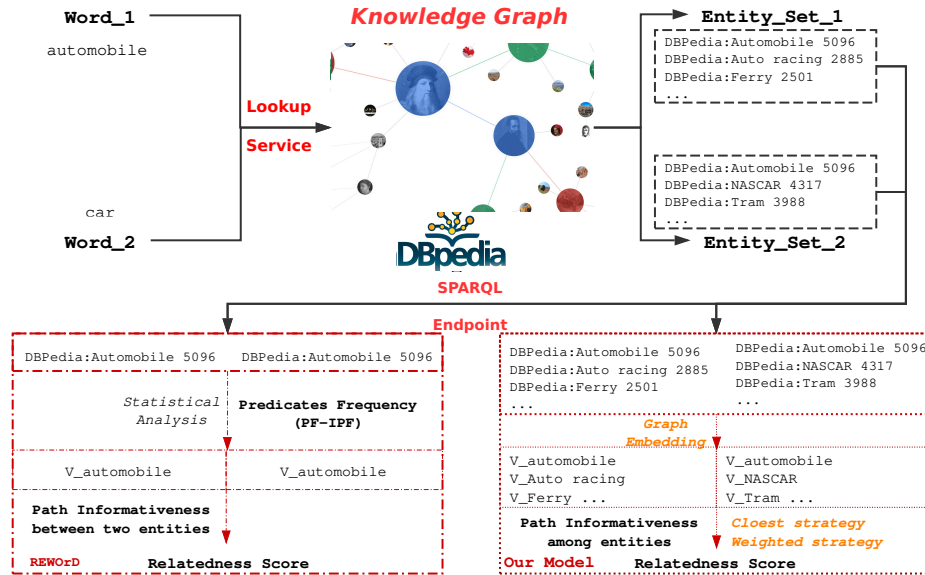 Word_1
automobile
Knowledge Graph
Lookup
Service
car
Word_2
DBpedia
SPARQL
Endpoint
Entity_Set_1
DBPedia:Automobile 5096
DBPedia:Auto racing 2885
DBPedia:Ferry 2501
...
DBPedia:Automobile 5096
DBPedia:NASCAR 4317
DBPedia:Tram 3988
...
Entity_Set_2
DBPedia:Automobile 5096 DBPedia:Automobile 5096
Statistical
Analysis
Predicates Frequency
(PF-IPF)
V_automobile V_automobile
Path Informativeness
between two entities
REWOrD
Relatedness Score
DBPedia:Automobile 5096
DBPedia:Auto racing 2885
DBPedia:Ferry 2501
...
DBPedia:Automobile 5096
DBPedia:NASCAR 4317
DBPedia:Tram 3988
...
Graph
Embedding
V_automobile
V_Auto racing
V_Ferry ...
V_automobile
V_NASCAR
V_Tram ...
Path Informativeness
among entities
Cloest strategy
Weighted strategy
Our Model
Relatedness Score